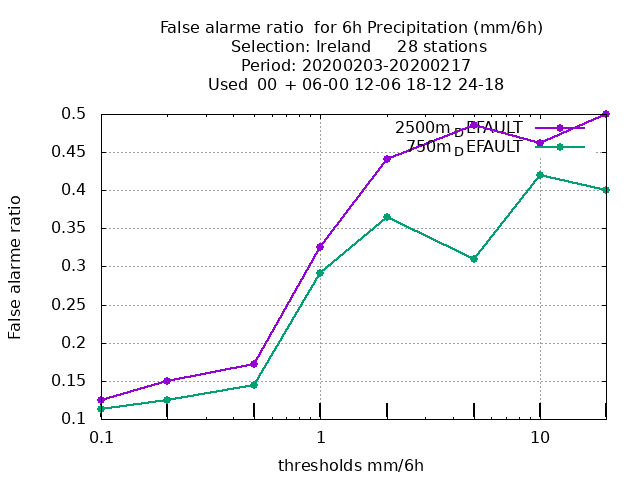 False alarme ratio  for 6h Precipitation (mm/6h)
Selection: Ireland     28 stations
Period: 20200203-20200217
Used  00 + 06-00 12-06 18-12 24-18
2500mDEFAULT
750mDEFAULT
0.5
0.45
0.4
0.35
0.3
0.25
0.2
0.15
0.1
False alarme ratio
0.1 1 10
thresholds mm/6h